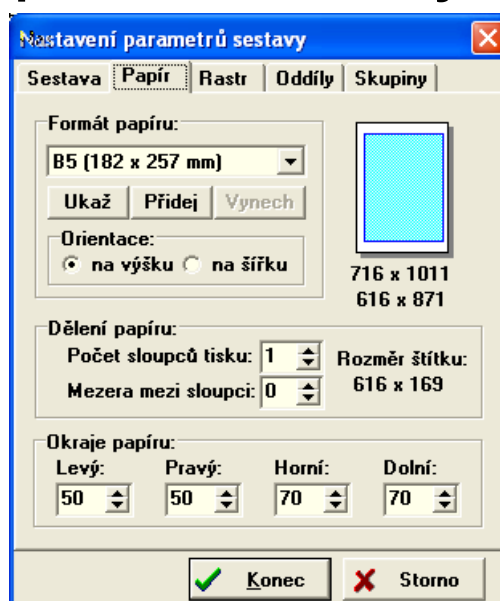 Nastavení parametrů sestavy
Sestava Papír Rastr Oddíly Skupiny
Formát papíru:
B5 (182 x 257 mm)
Ukaž Přidej Vynech
Orientace:
na výšku na šířku
716 x 1011
616 x 871
Dělení papíru:
Počet sloupců tisku: 1
Mezera mezi sloupci: 0
Rozměr štítku:
616 x 169
Okraje papíru:
Levý: Pravý: Horní: Dolní:
50 50 70 70
Konec Storno